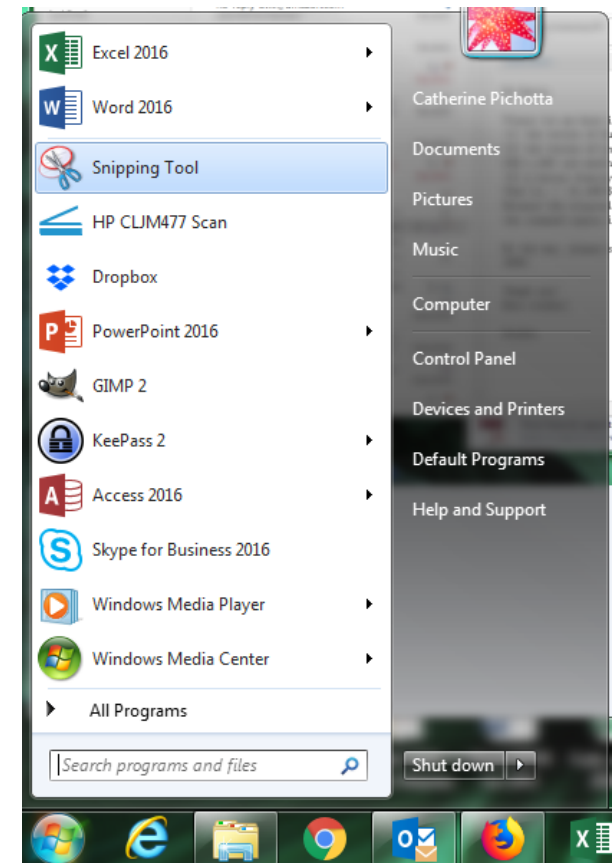 Excel 2016
Word 2016
Snipping Tool
HP CLJM477 Scan
Dropbox
PowerPoint 2016
GIMP 2
KeePass 2
Access 2016
Skype for Business 2016
Windows Media Player
Windows Media Center
All Programs
Search programs and files
Catherine Pichotta
Documents
Pictures
Music
Computer
Control Panel
Devices and Printers
Default Programs
Help and Support
Shut down